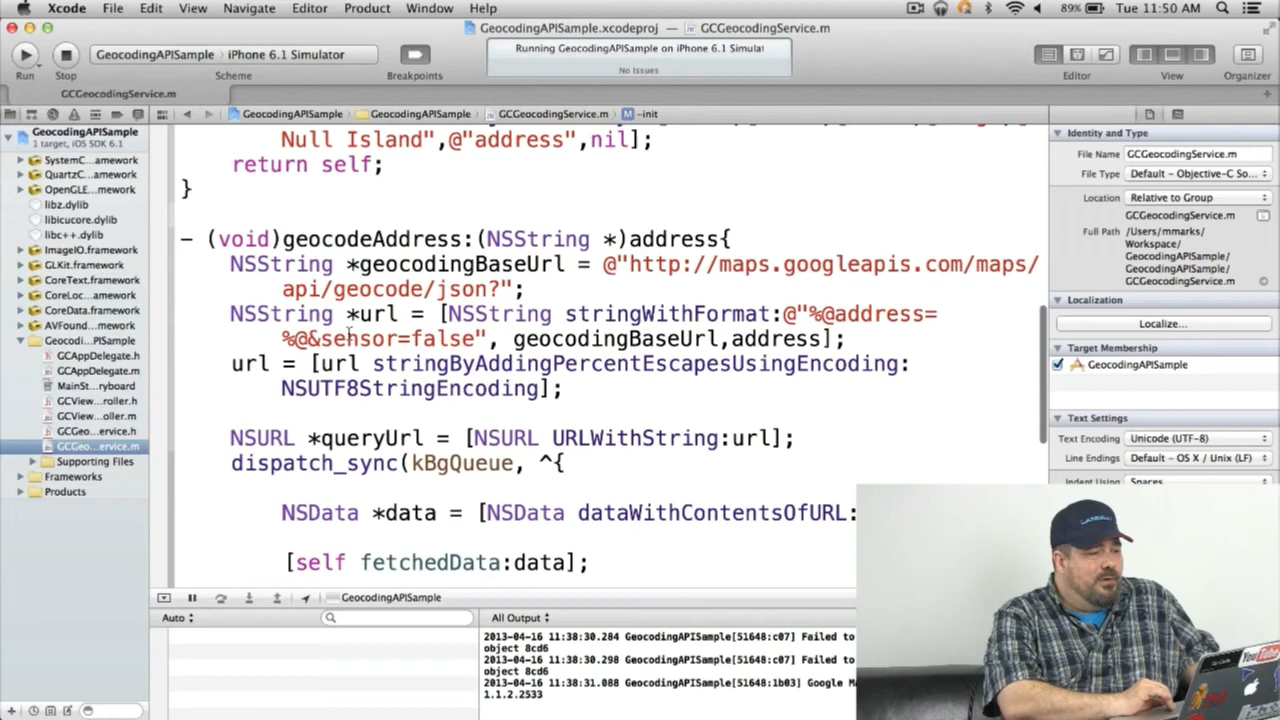 Xcode File Edit View Navigate Editor Product Window Help 89% Tue 11:50 AM
GeocodingAPISample.xcodeproj — GCGeocodingService.m
GeocodingAPISample iPhone 6.1 Simulator
Running GeocodingAPISample on iPhone 6.1 Simulat
No Issues
Run Stop Scheme Breakpoints Editor View Organizer
GCGeocodingService.m
GeocodingAPISample GeocodingAPISample GCGeocodingService.m M -init
GeocodingAPISample
1 target, iOS SDK 6.1
SystemC...amework
QuartzC...amework
OpenGLE...mework
libz.dylib
libicucore.dylib
libc++.dylib
ImageIO.framework
GLKit.framework
CoreText.framework
CoreLoc...mework
CoreData.framework
AVFoun...mework
Geocodi...PISample
GCAppDelegate.h
GCAppDelegate.m
MainSt...ryboard
GCView...roller.h
GCView...oller.m
GCGeo...ervice.h
GCGeo...ervice.m
Supporting Files
Frameworks
Products
Null Island",@"address",nil];
return self;
}
- (void)geocodeAddress:(NSString *)address{
NSString *geocodingBaseUrl = @"http://maps.googleapis.com/maps/
api/geocode/json?";
NSString *url = [NSString stringWithFormat:@"%@address=
%@&sensor=false", geocodingBaseUrl,address];
url = [url stringByAddingPercentEscapesUsingEncoding:
NSUTF8StringEncoding];
NSURL *queryUrl = [NSURL URLWithString:url];
dispatch_sync(kBgQueue, ^{
NSData *data = [NSData dataWithContentsOfURL:
[self fetchedData:data];
Identity and Type
File Name GCGeocodingService.m
File Type Default - Objective-C So...
Location Relative to Group
GCGeocodingService.m
Full Path /Users/mmarks/
Workspace/
GeocodingAPISample/
GeocodingAPISample/
GCGeocodingService.m
Localization
Localize...
Target Membership
GeocodingAPISample
Text Settings
Text Encoding Unicode (UTF-8)
Line Endings Default - OS X / Unix (LF)
Indent Using Spaces
GeocodingAPISample
Auto
All Output
2013-04-16 11:38:30.284 GeocodingAPISample[51648:c07] Failed to
object 8cd6
2013-04-16 11:38:30.298 GeocodingAPISample[51648:c07] Failed to
object 8cd6
2013-04-16 11:38:31.088 GeocodingAPISample[51648:1b03] Google Ma
1.1.2.2533
YouTube